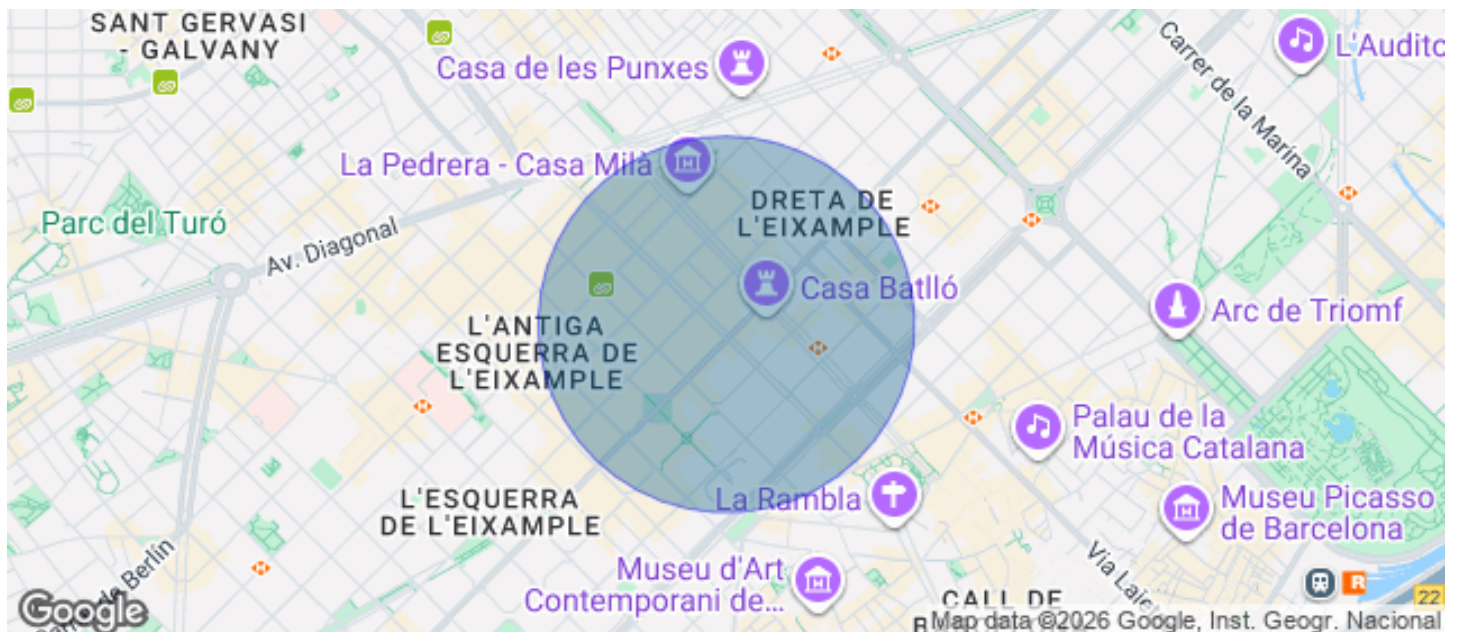 SANT GERVASI
- GALVANY
Casa de les Punxes
L'Audito
Carrer de la Marina
La Pedrera - Casa Milà
DRETA DE
L'EIXAMPLE
Parc del Turó
Av. Diagonal
Casa Batlló
Arc de Triomf
L'ANTIGA
ESQUERRA DE
L'EIXAMPLE
Palau de la
Música Catalana
L'ESQUERRA
DE L'EIXAMPLE
La Rambla
Museu Picasso
de Barcelona
Museu d'Art
Contemporani de...
de Berlín
Via Laie
R
22
CALL DE
Google
Map data ©2026 Google, Inst. Geogr. Nacional